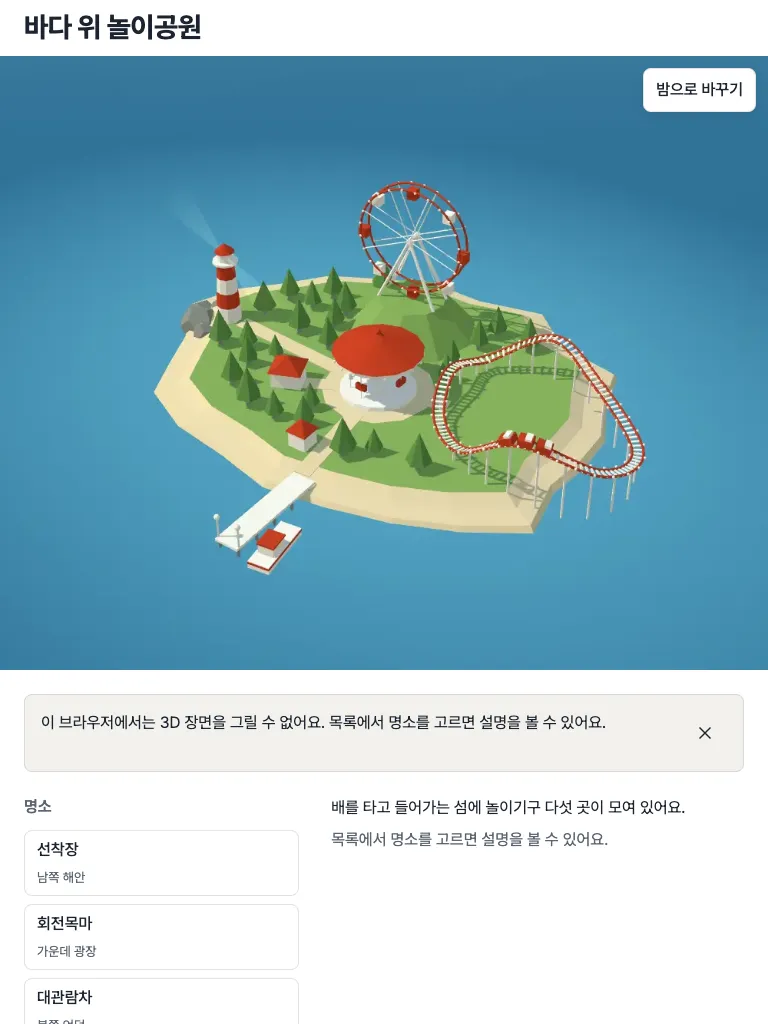 바다 위 놀이공원
밤으로 바꾸기
이 브라우저에서는 3D 장면을 그릴 수 없어요. 목록에서 명소를 고르면 설명을 볼 수 있어요.
명소
배를 타고 들어가는 섬에 놀이기구 다섯 곳이 모여 있어요.
목록에서 명소를 고르면 설명을 볼 수 있어요.
선착장
남쪽 해안
회전목마
가운데 광장
대관람차